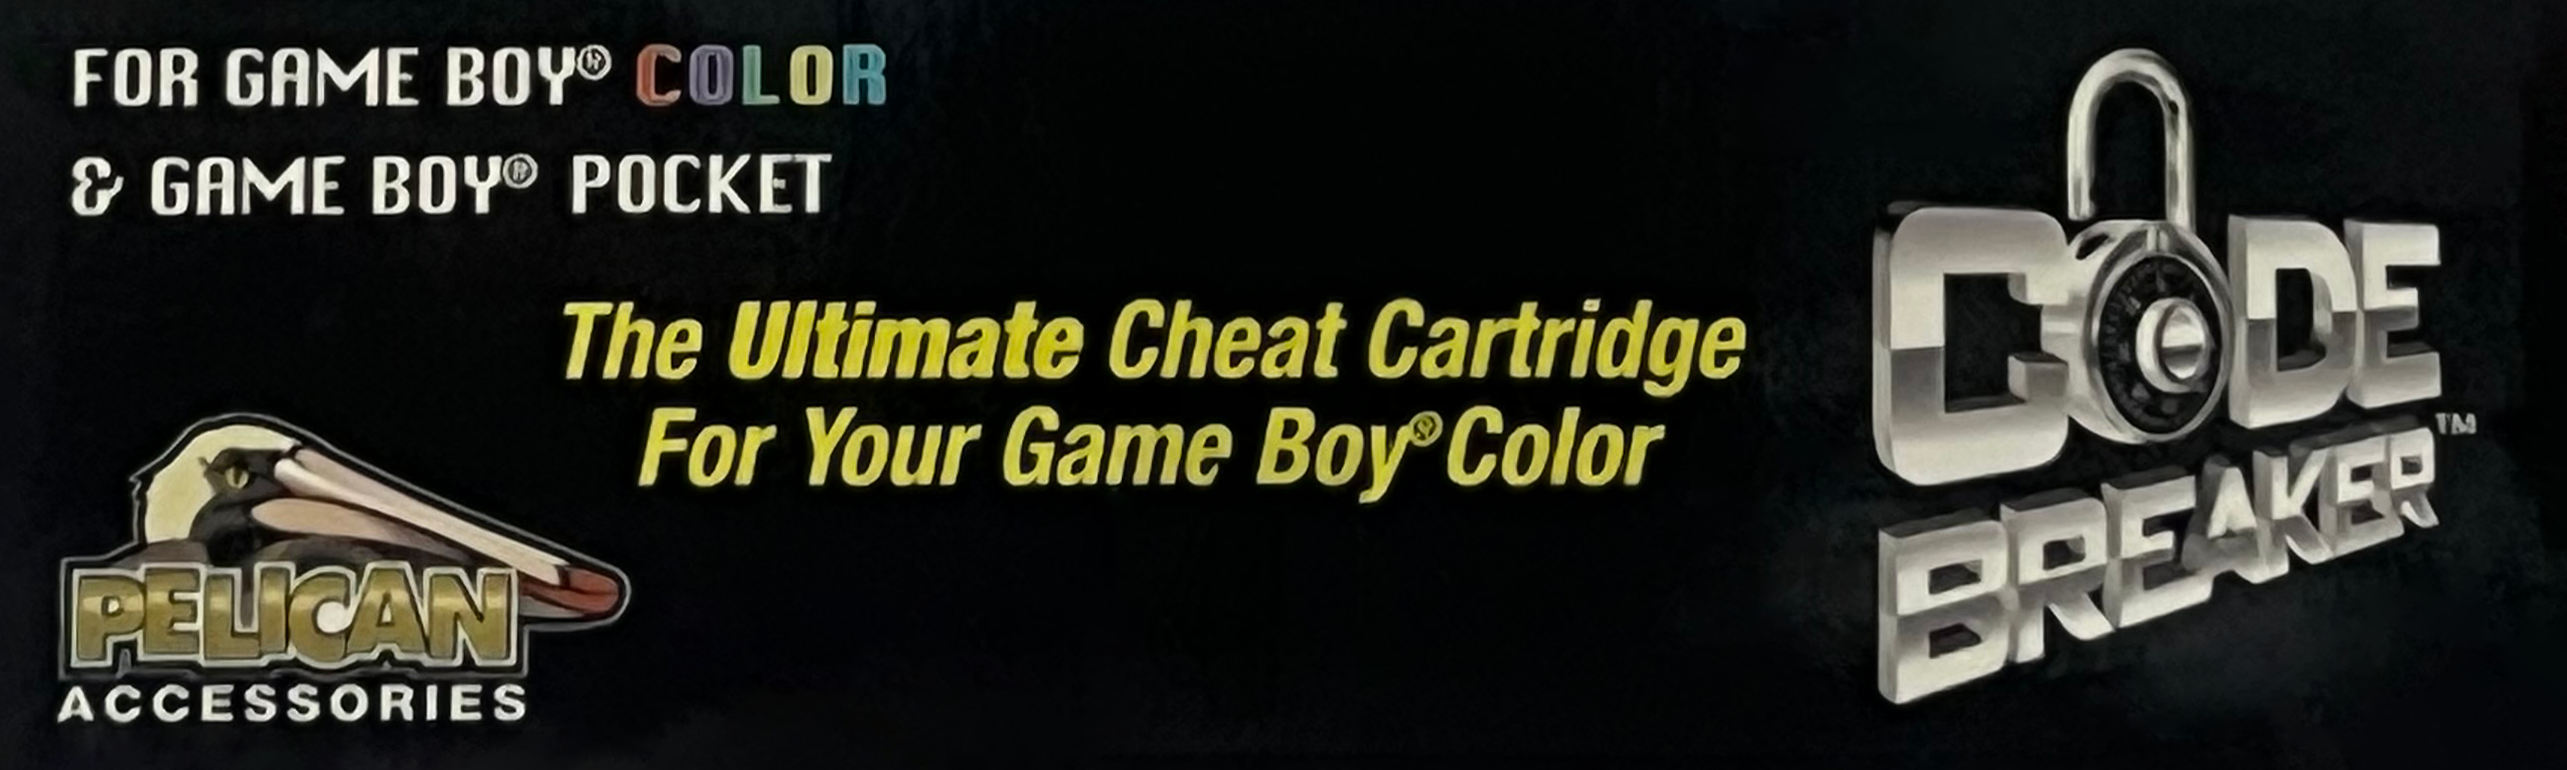 FOR GAME BOY® COLOR
& GAME BOY® POCKET
The Ultimate Cheat Cartridge
For Your Game Boy® Color
PELICAN
ACCESSORIES
CODE
BREAKER™